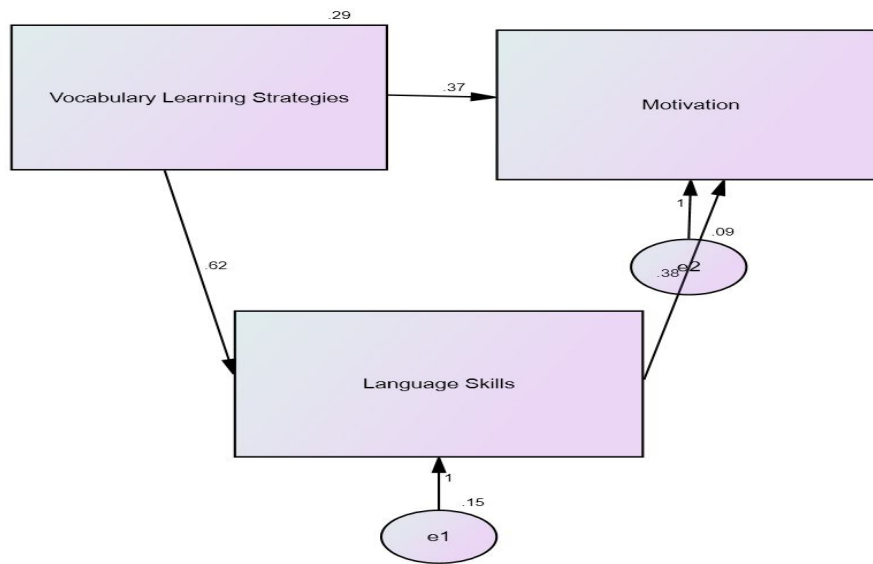 .29
Vocabulary Learning Strategies
.37
Motivation
.62
1
.09
e2
.38
Language Skills
1
.15
e1